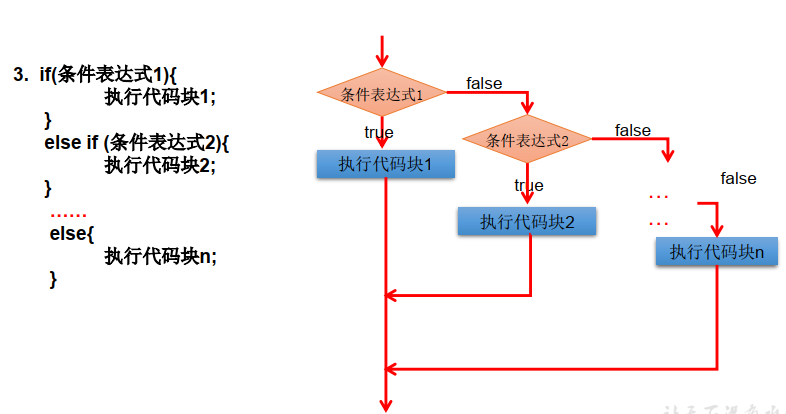 3. if(条件表达式1){
执行代码块1;
}
else if (条件表达式2){
执行代码块2;
}
……
else{
执行代码块n;
}
条件表达式1
false
true
执行代码块1
条件表达式2
false
true
执行代码块2
...
...
false
执行代码块n